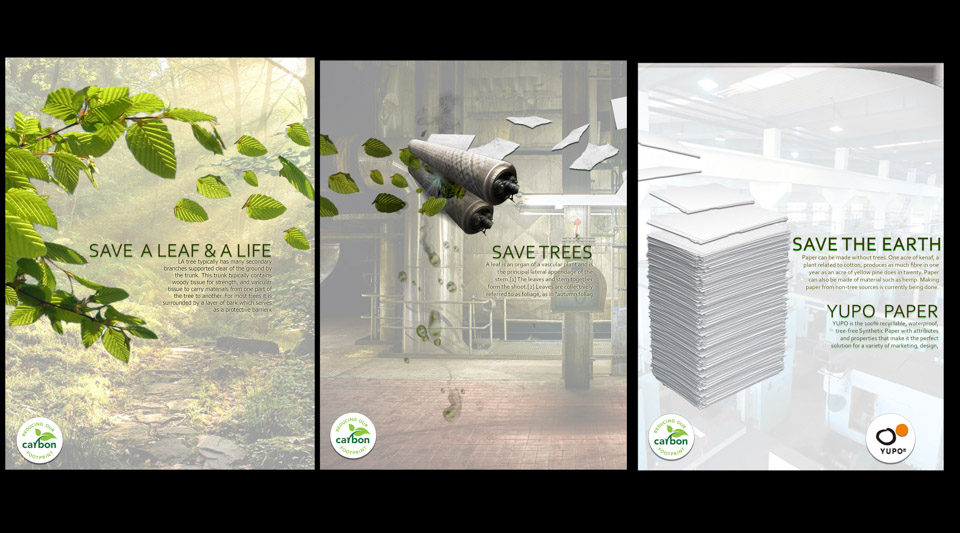 SAVE A LEAF & A LIFE
LA tree typically has many secondary
branches supported clear of the ground by
the trunk. This trunk typically contains
woody tissue for strength, and vascular
tissue to carry materials from one part of
the tree to another. For most trees it is
surrounded by a layer of bark which serves
as a protective barrierx
REDUCING OUR
carbon
FOOTPRINT
SAVE TREES
A leaf is an organ of a vascular plant and is
the principal lateral appendage of the
stem.[1] The leaves and stem together
form the shoot.[2] Leaves are collectively
referred to as foliage, as in "autumn foliag
REDUCING OUR
carbon
FOOTPRINT
SAVE THE EARTH
Paper can be made without trees. One acre of kenaf, a
plant related to cotton, produces as much fibre in one
year as an acre of yellow pine does in twenty. Paper
can also be made of material such as hemp. Making
paper from non-tree sources is currently being done.
YUPO PAPER
YUPO is the 100% recyclable, waterproof,
tree-free Synthetic Paper with attributes
and properties that make it the perfect
solution for a variety of marketing, design,
REDUCING OUR
carbon
FOOTPRINT
YUPO®